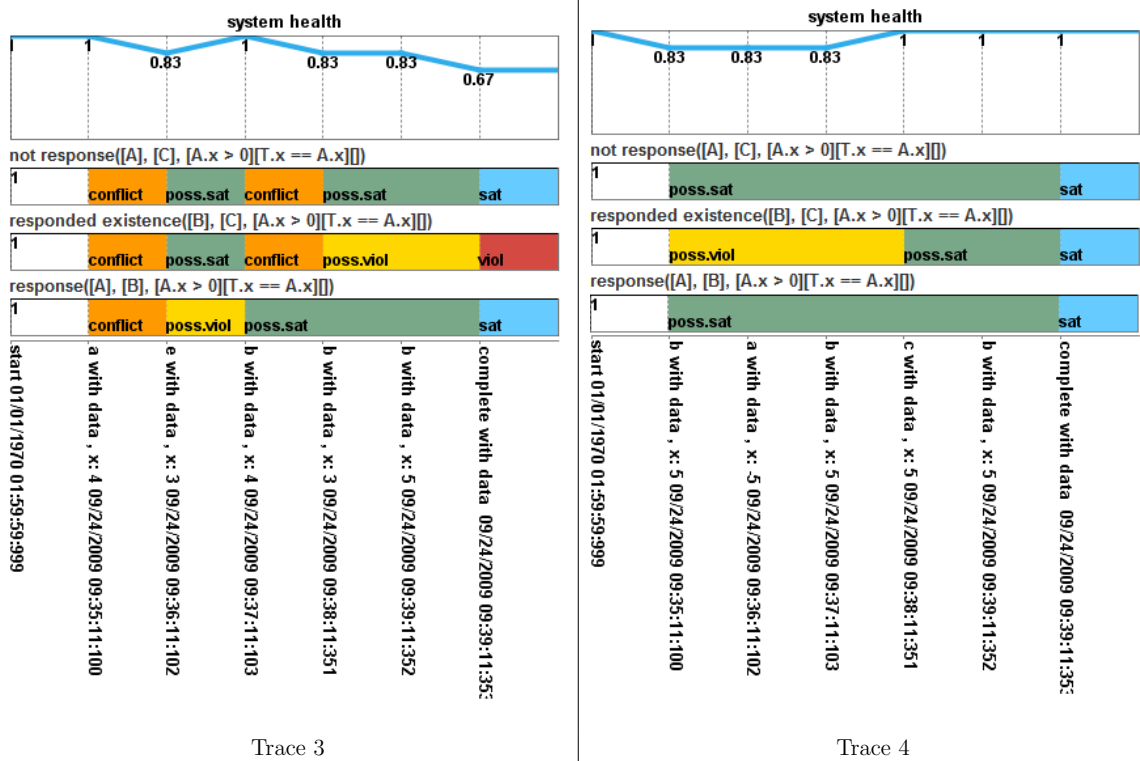 system health
1
1
0.83
1
0.83
0.83
0.67
not response([A], [C], [A.x > 0][T.x == A.x][])
1
conflict
poss.sat
conflict
poss.sat
sat
responded existence([B], [C], [A.x > 0][T.x == A.x][])
1
conflict
poss.sat
conflict
poss.viol
viol
response([A], [B], [A.x > 0][T.x == A.x][])
1
conflict
poss.viol
poss.sat
sat
start 01/01/1970 01:59:59:999
a with data , x: 4 09/24/2009 09:35:11:100
e with data , x: 3 09/24/2009 09:36:11:102
b with data , x: 4 09/24/2009 09:37:11:103
b with data , x: 3 09/24/2009 09:38:11:351
b with data , x: 5 09/24/2009 09:39:11:352
complete with data 09/24/2009 09:39:11:353
Trace 3
system health
1
0.83
0.83
0.83
1
1
1
not response([A], [C], [A.x > 0][T.x == A.x][])
1
poss.sat
sat
responded existence([B], [C], [A.x > 0][T.x == A.x][])
1
poss.viol
poss.sat
sat
response([A], [B], [A.x > 0][T.x == A.x][])
1
poss.sat
sat
start 01/01/1970 01:59:59:999
b with data , x: 5 09/24/2009 09:35:11:100
a with data , x: -5 09/24/2009 09:36:11:102
b with data , x: 5 09/24/2009 09:37:11:103
c with data , x: 5 09/24/2009 09:38:11:351
b with data , x: 5 09/24/2009 09:39:11:352
complete with data 09/24/2009 09:39:11:353
Trace 4